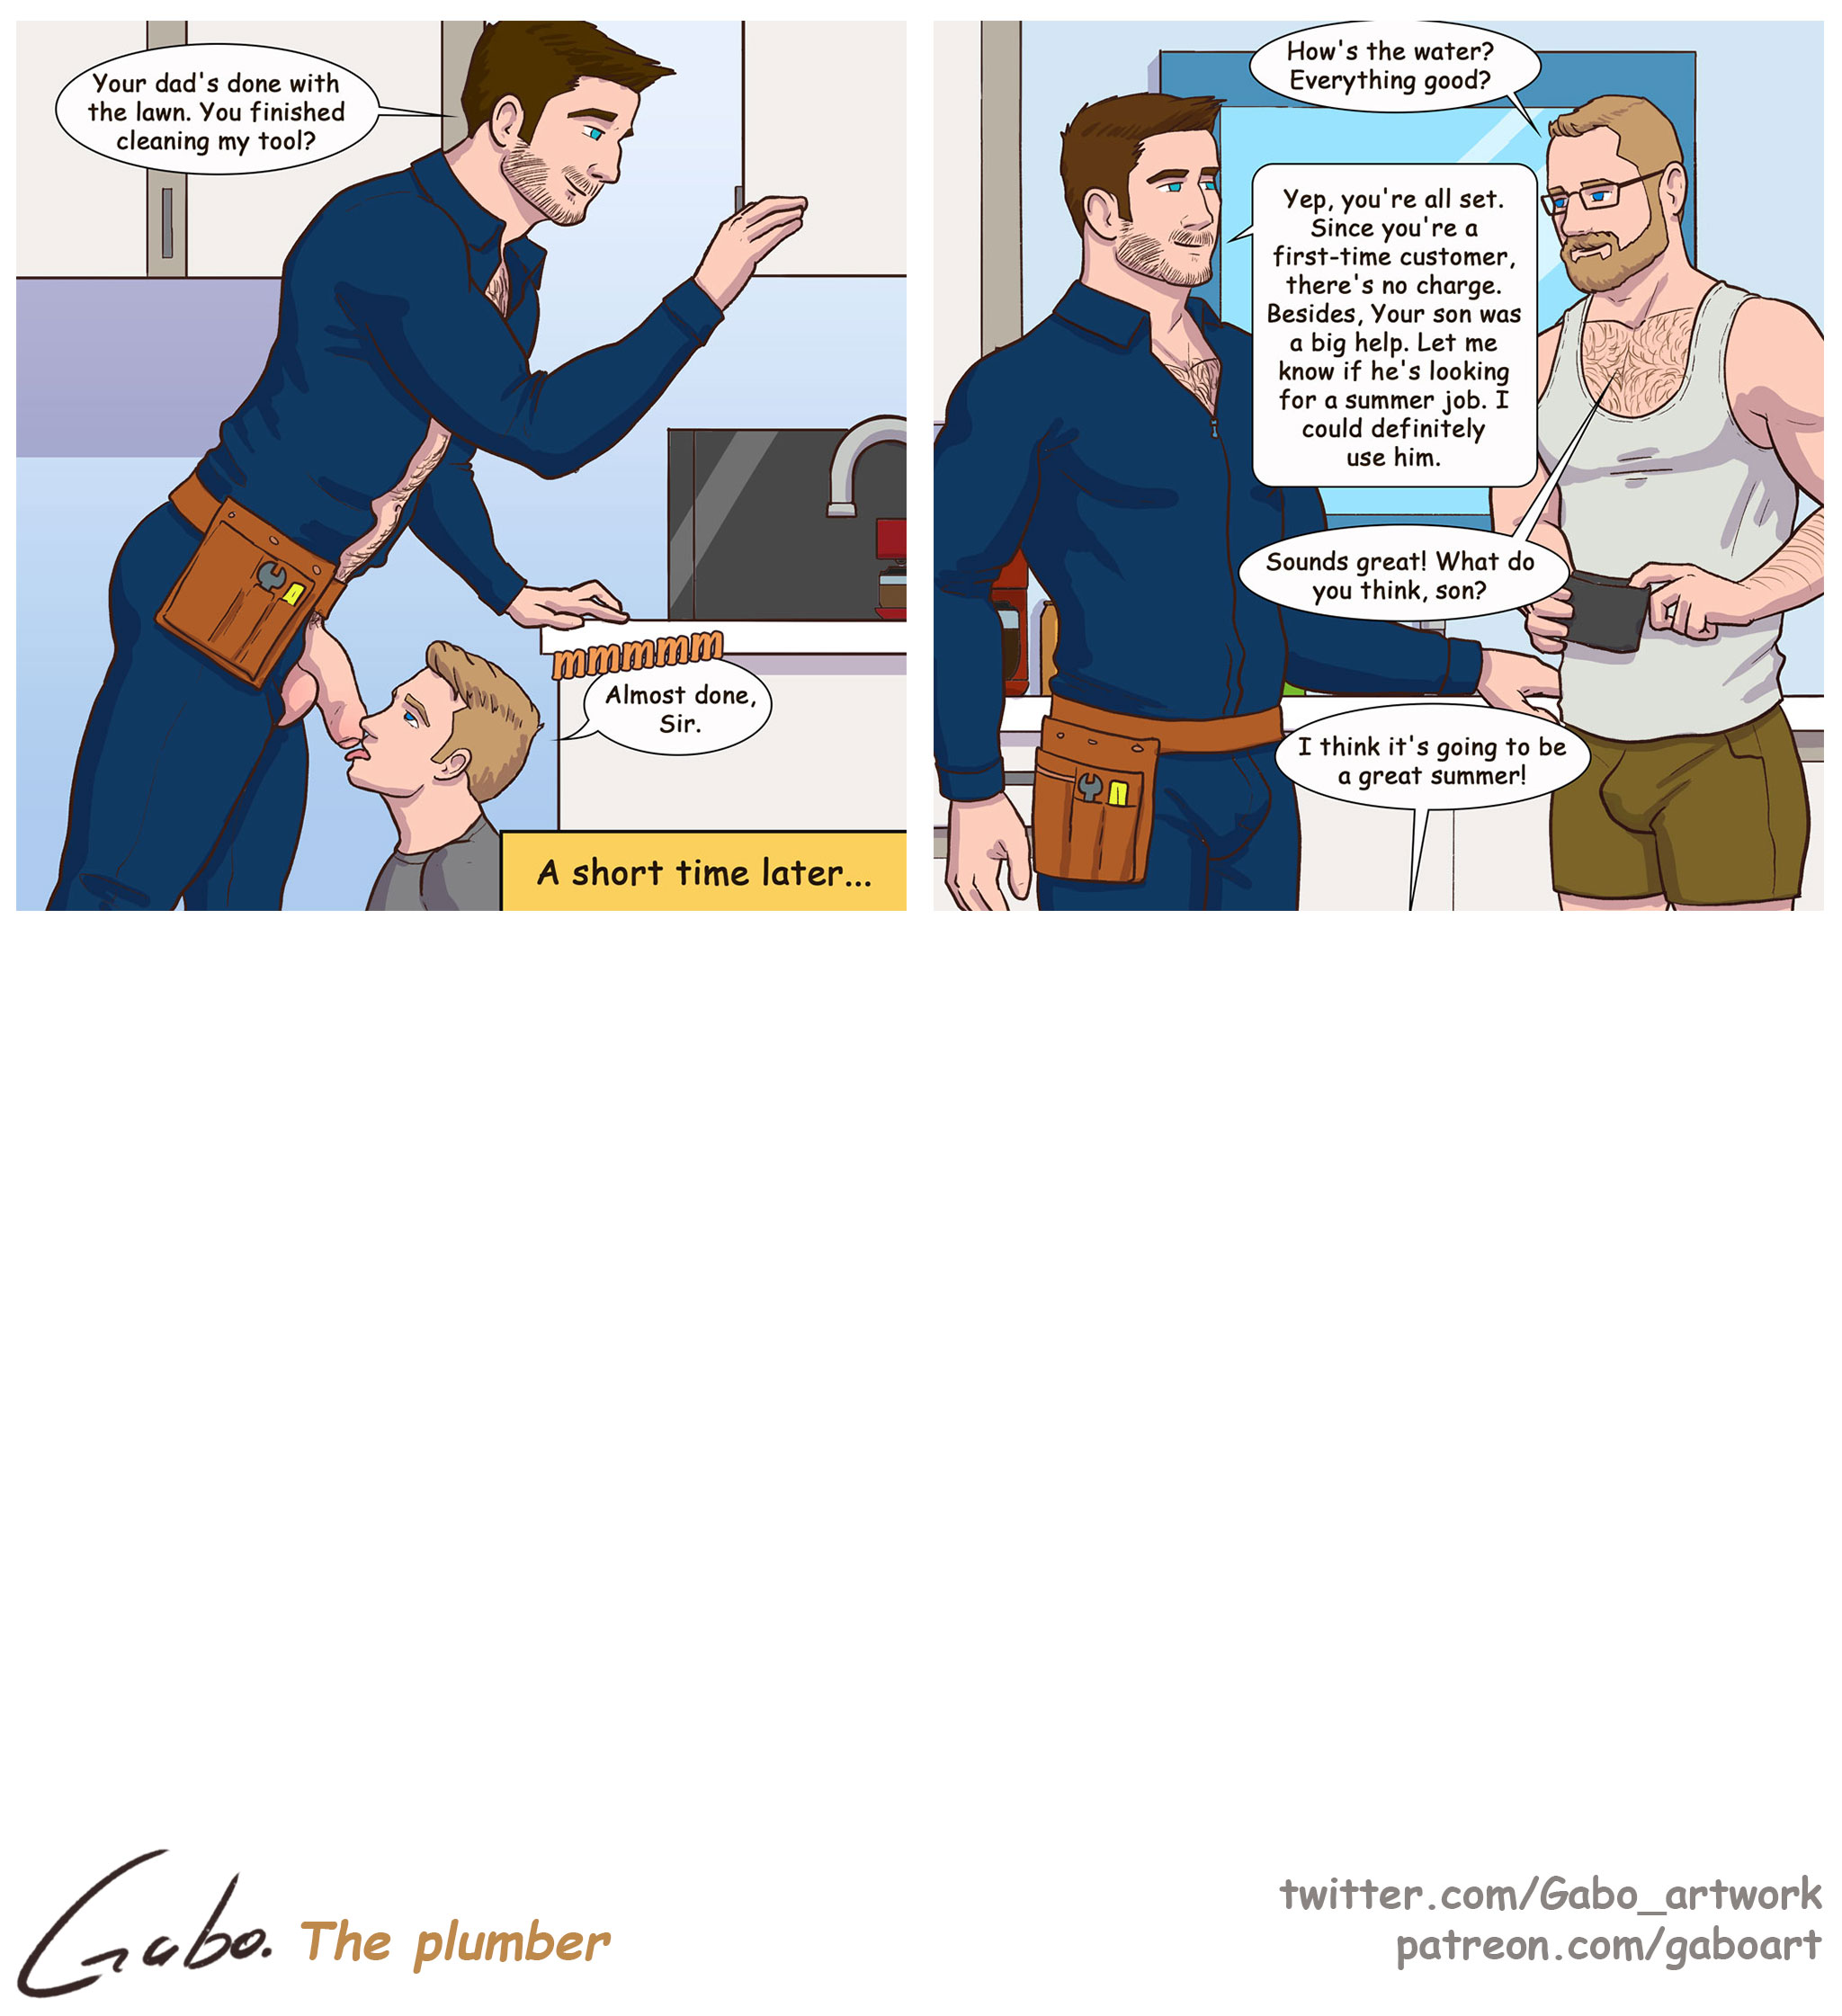 Your dad's done with
the lawn. You finished
cleaning my tool?
mmmmm
Almost done,
Sir.
A short time later...
How's the water?
Everything good?
Yep, you're all set.
Since you're a
first-time customer,
there's no charge.
Besides, Your son was
a big help. Let me
know if he's looking
for a summer job. I
could definitely
use him.
Sounds great! What do
you think, son?
I think it's going to be
a great summer!
Gabo. The plumber
twitter.com/Gabo_artwork
patreon.com/gaboart